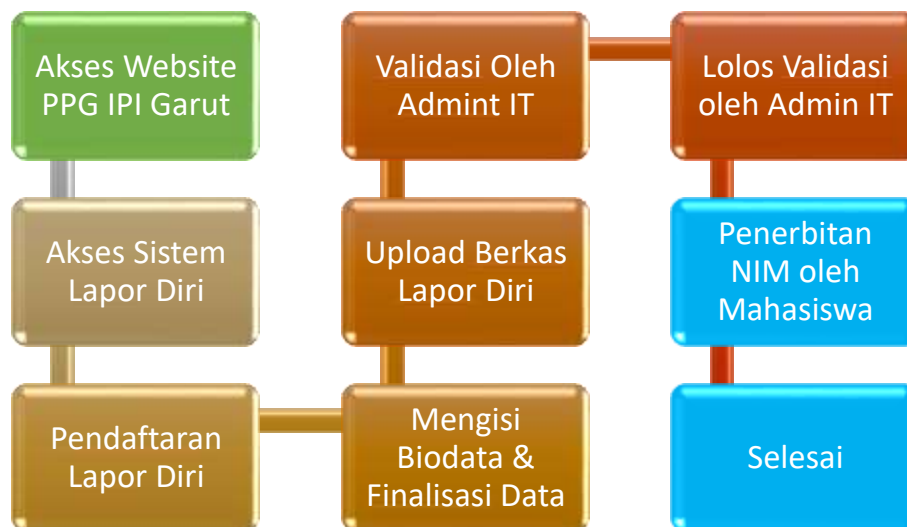 Akses Website
PPG IPI Garut
Akses Sistem
Lapor Diri
Pendaftaran
Lapor Diri
Mengisi
Biodata &
Finalisasi Data
Upload Berkas
Lapor Diri
Validasi Oleh
Admint IT
Lolos Validasi
oleh Admin IT
Penerbitan
NIM oleh
Mahasiswa
Selesai